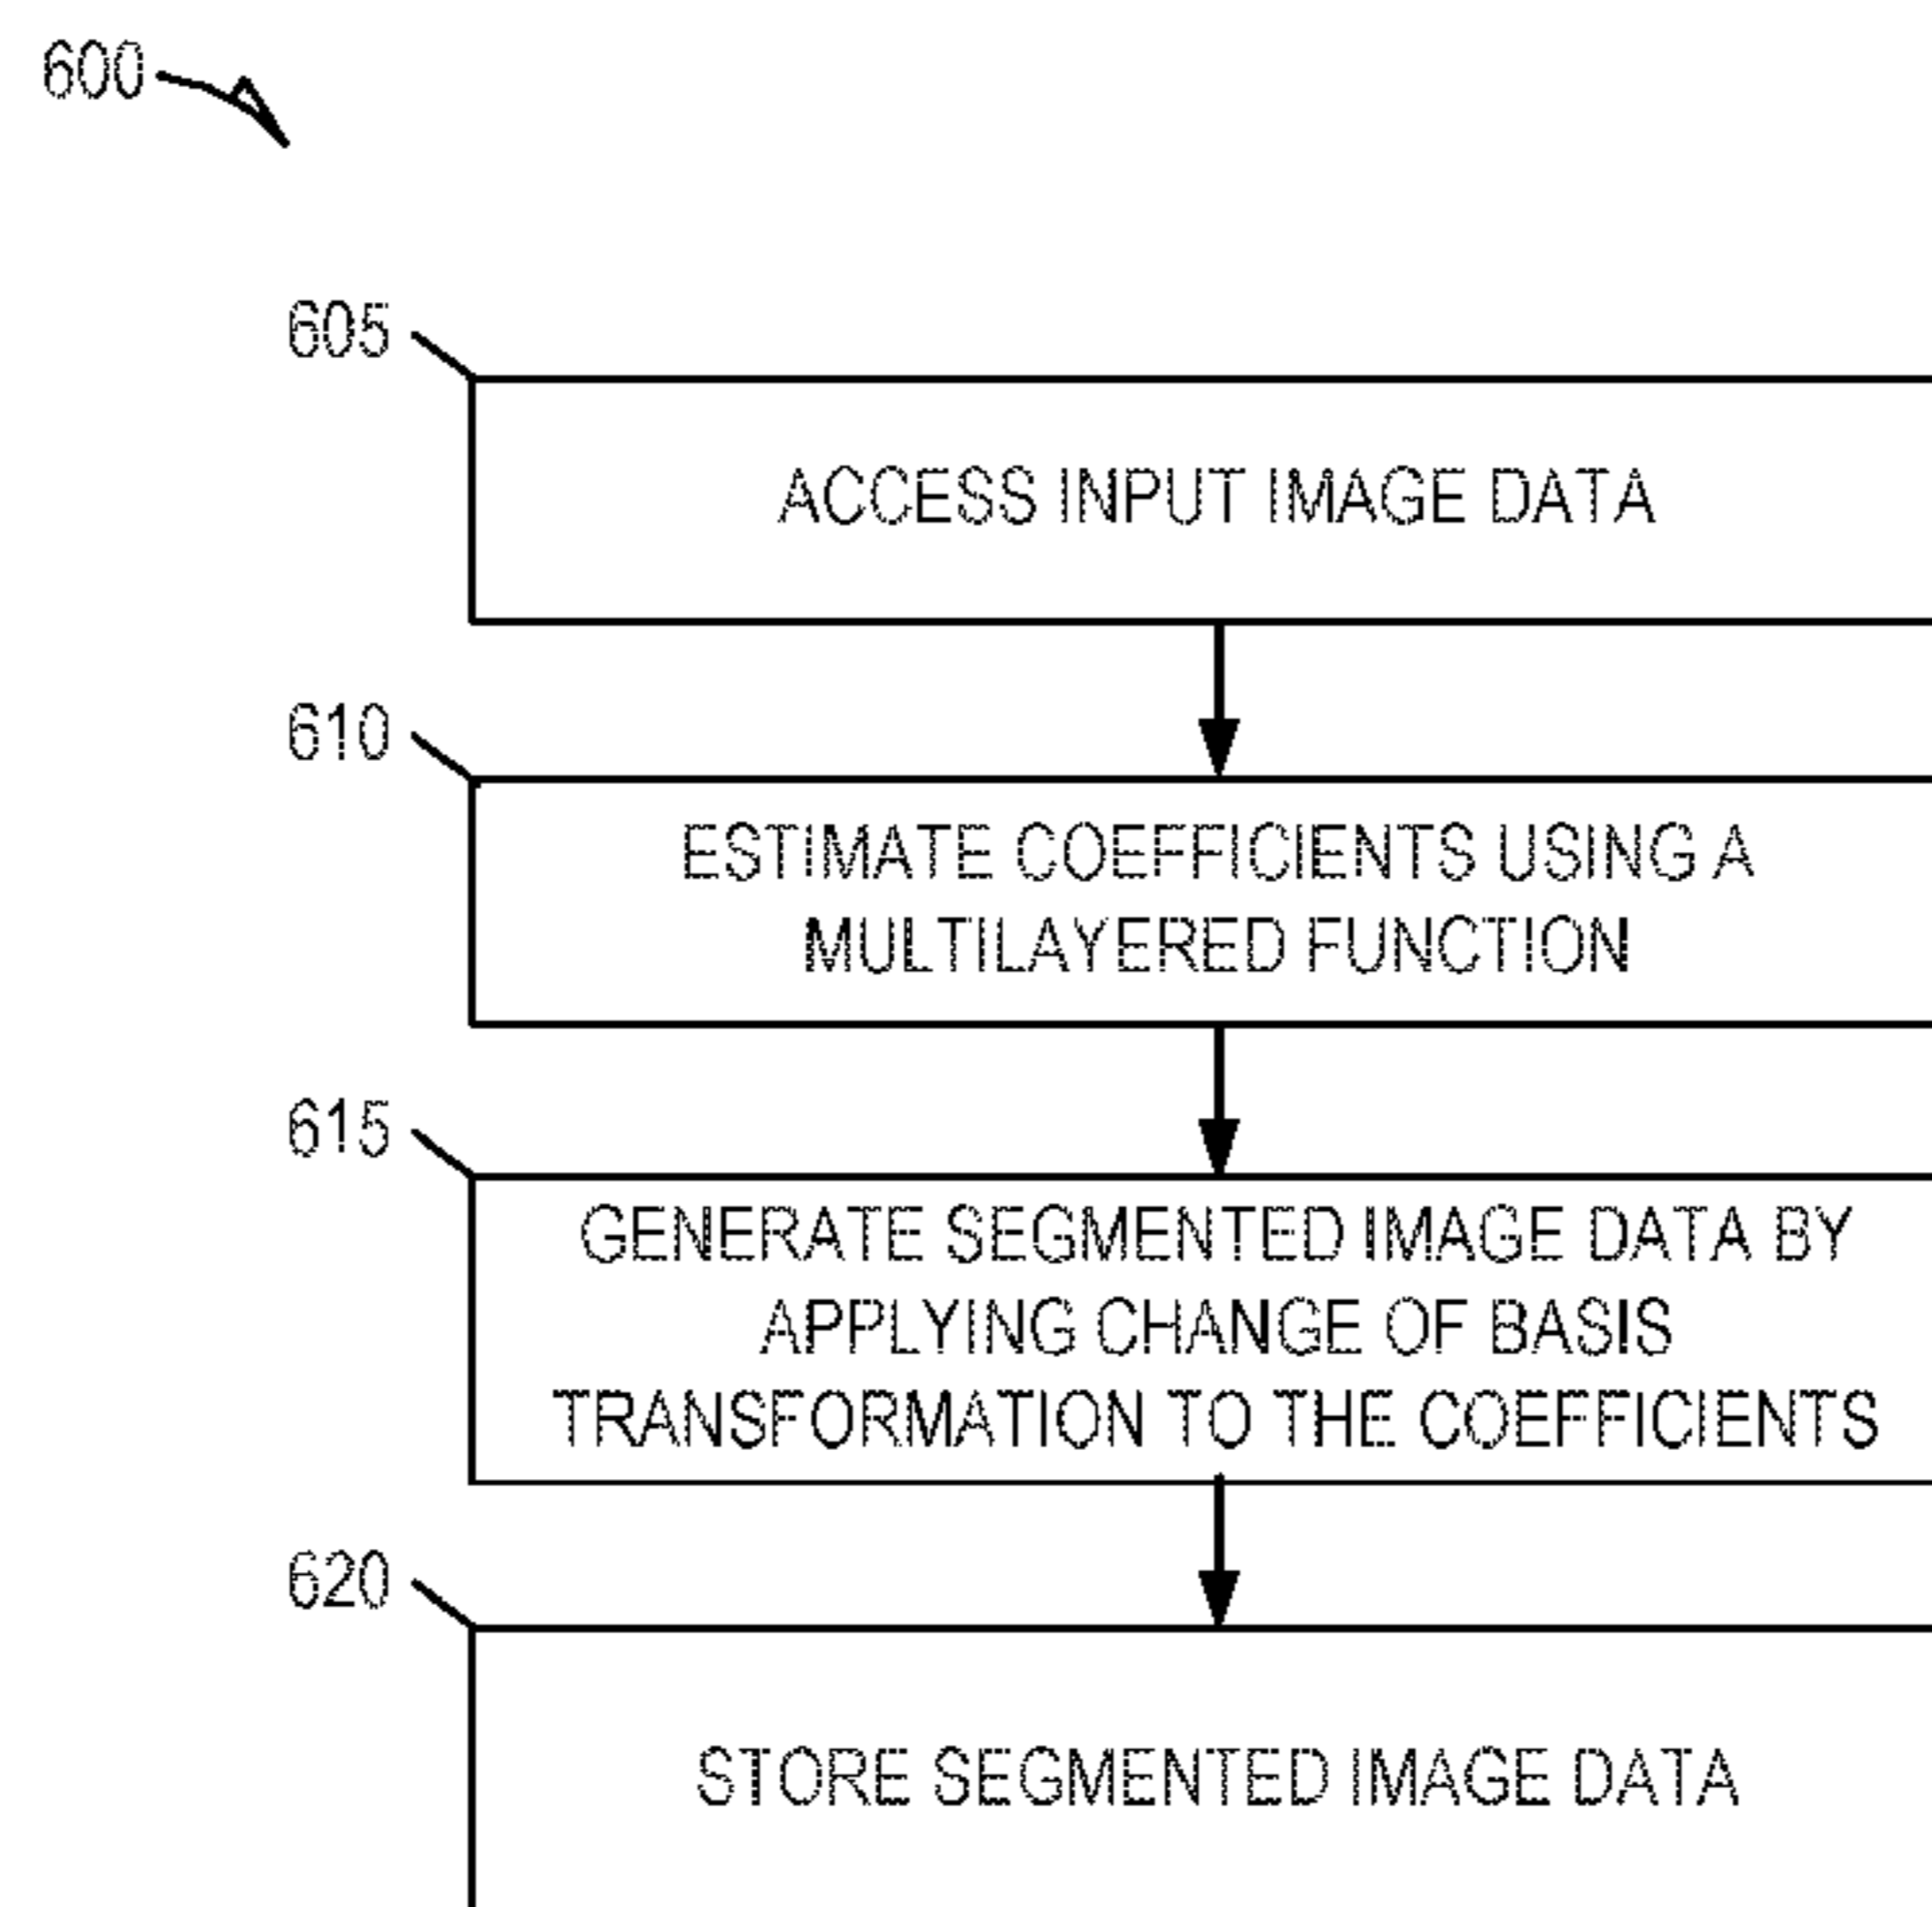 600
605
ACCESS INPUT IMAGE DATA
610
ESTIMATE COEFFICIENTS USING A
MULTILAYERED FUNCTION
615
GENERATE SEGMENTED IMAGE DATA BY
APPLYING CHANGE OF BASIS
TRANSFORMATION TO THE COEFFICIENTS
620
STORE SEGMENTED IMAGE DATA